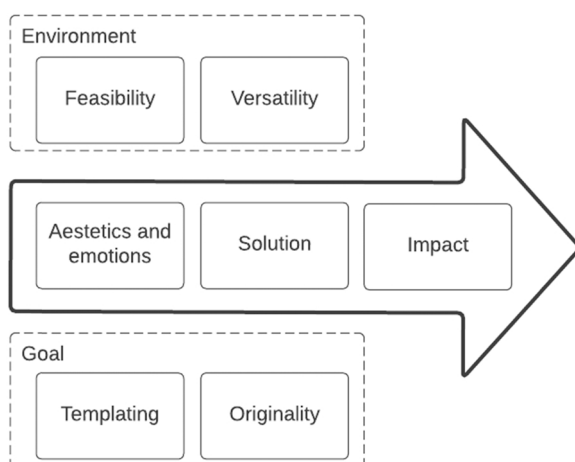 Environment
Feasibility
Versatility
Aestetics and
emotions
Solution
Impact
Goal
Templating
Originality